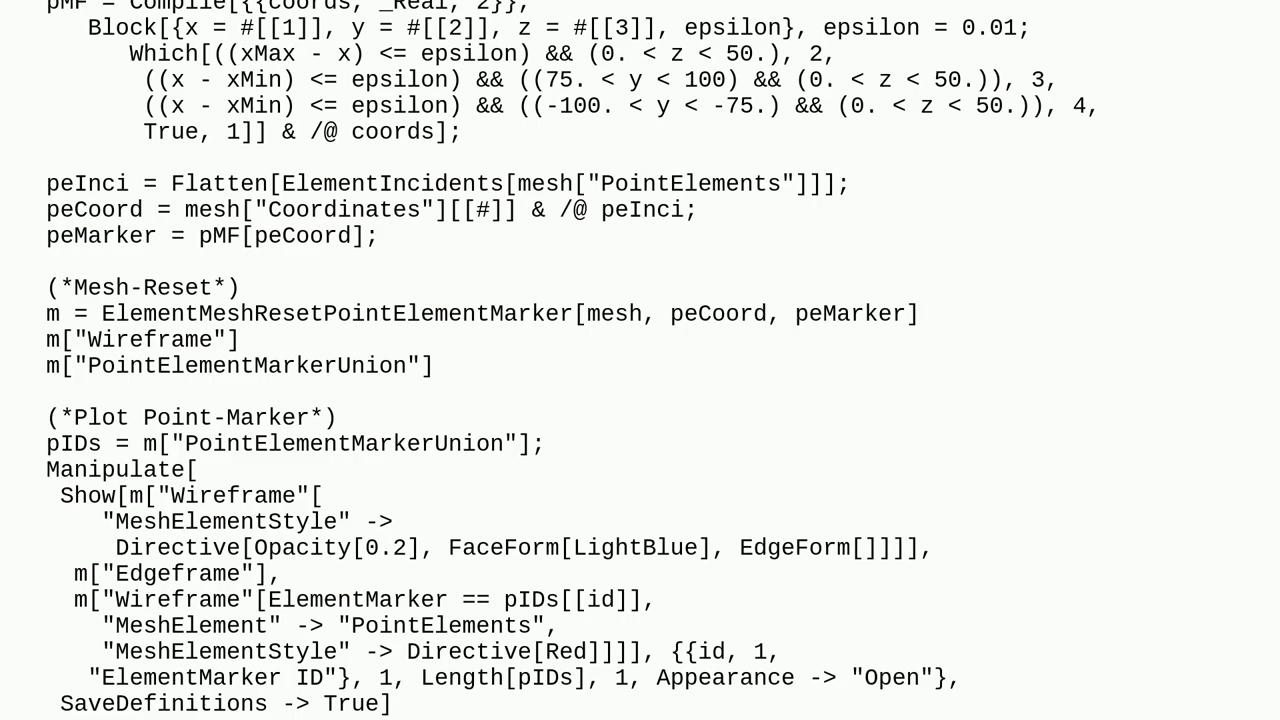 pMF = Compile[{{coords, _Real, 2}},
Block[{x = #[[1]], y = #[[2]], z = #[[3]], epsilon}, epsilon = 0.01;
Which[((xMax - x) <= epsilon) && (0. < z < 50.), 2,
((x - xMin) <= epsilon) && ((75. < y < 100) && (0. < z < 50.)), 3,
((x - xMin) <= epsilon) && ((-100. < y < -75.) && (0. < z < 50.)), 4,
True, 1]] & /@ coords];
peInci = Flatten[ElementIncidents[mesh["PointElements"]]];
peCoord = mesh["Coordinates"][[#]] & /@ peInci;
peMarker = pMF[peCoord];
(*Mesh-Reset*)
m = ElementMeshResetPointElementMarker[mesh, peCoord, peMarker]
m["Wireframe"]
m["PointElementMarkerUnion"]
(*Plot Point-Marker*)
pIDs = m["PointElementMarkerUnion"];
Manipulate[
Show[m["Wireframe"[
"MeshElementStyle" ->
Directive[Opacity[0.2], FaceForm[LightBlue], EdgeForm[]]]],
m["Edgeframe"],
m["Wireframe"[ElementMarker == pIDs[[id]],
"MeshElement" -> "PointElements",
"MeshElementStyle" -> Directive[Red]]]], {{id, 1,
"ElementMarker ID"}, 1, Length[pIDs], 1, Appearance -> "Open"},
SaveDefinitions -> True]